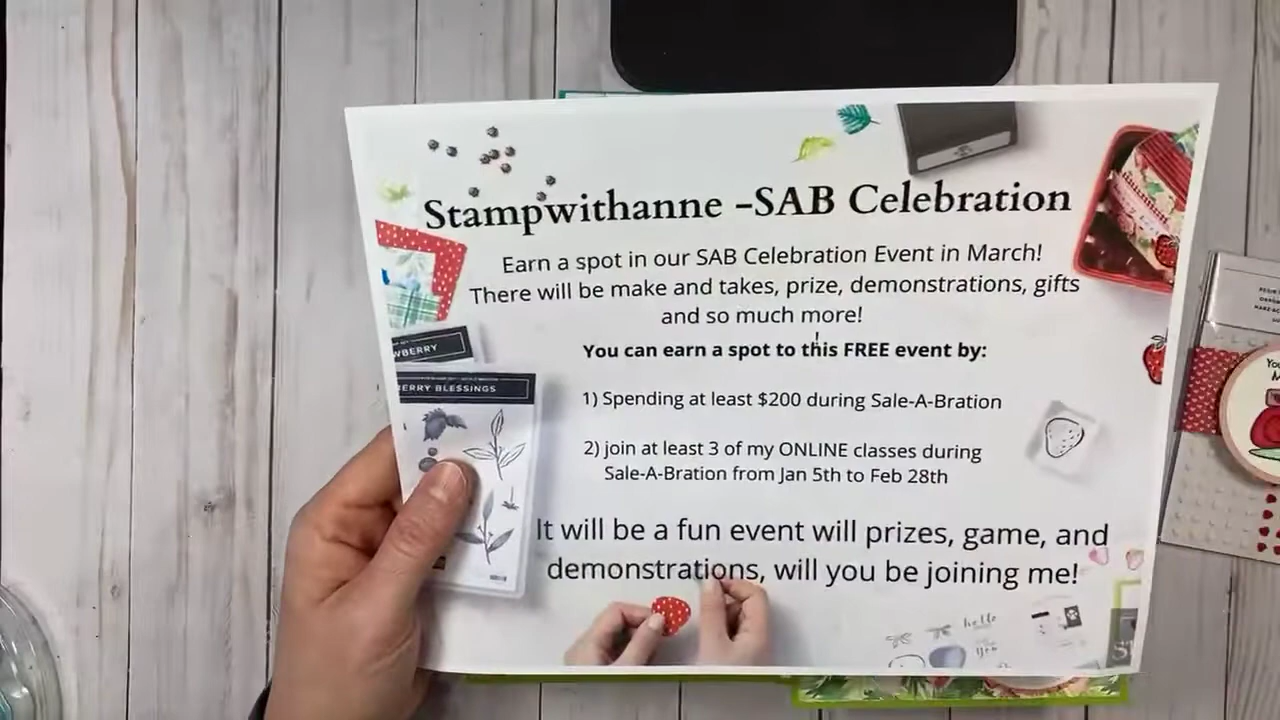 Stampwithanne –SAB Celebration
Earn a spot in our SAB Celebration Event in March!
There will be make and takes, prize, demonstrations, gifts
and so much more!
You can earn a spot to this FREE event by:
1) Spending at least $200 during Sale-A-Bration
2) join at least 3 of my ONLINE classes during
Sale-A-Bration from Jan 5th to Feb 28th
It will be a fun event will prizes, game, and
demonstrations, will you be joining me!
WBERRY
ERRY BLESSINGS
hello